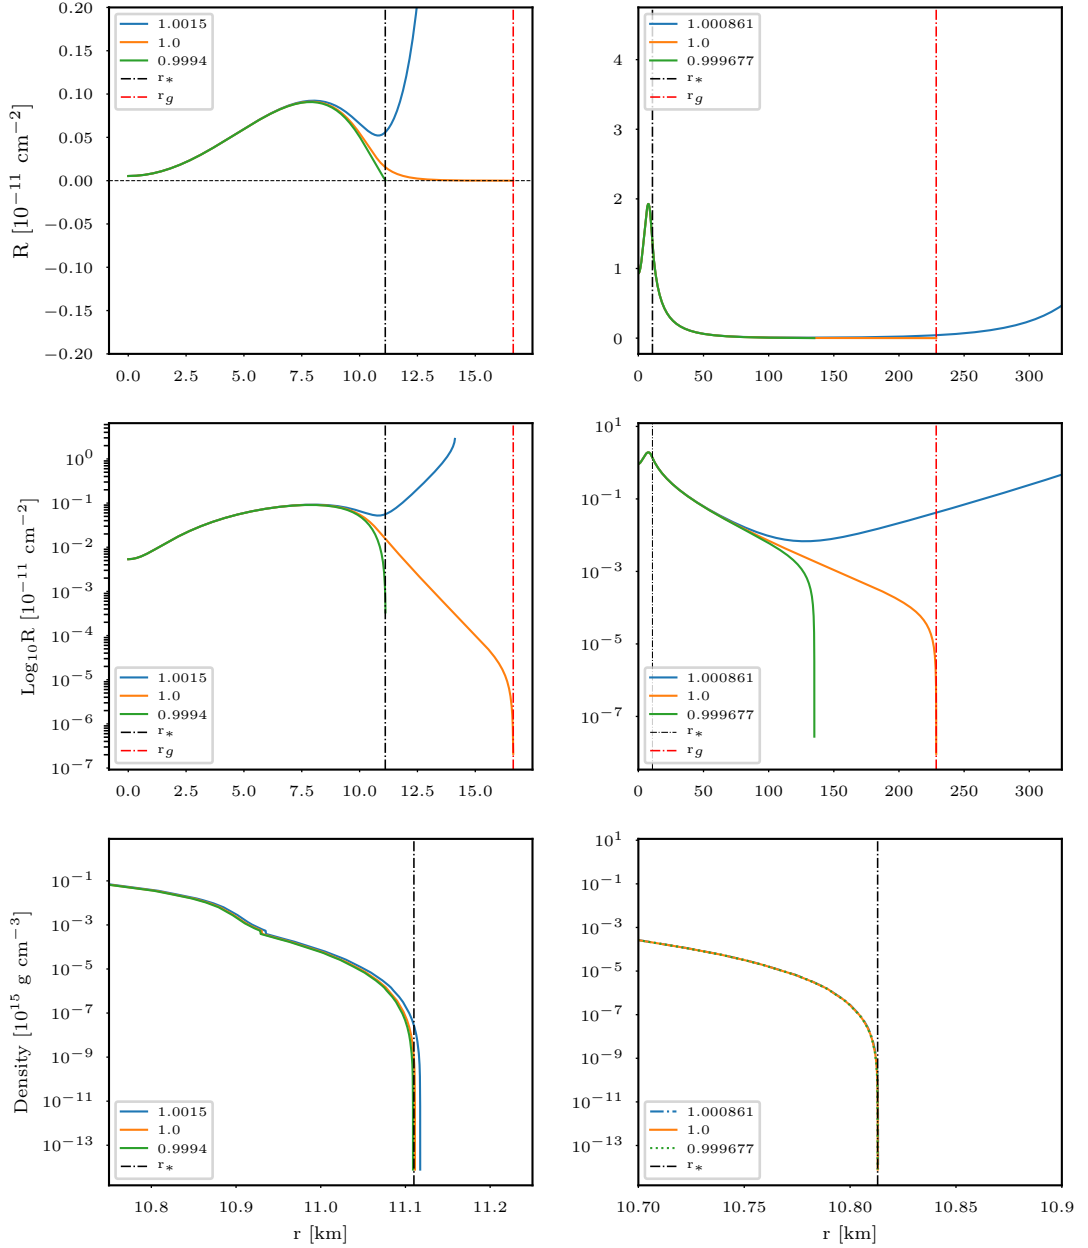 R [10⁻¹¹ cm⁻²]
0.20
0.15
0.10
0.05
0.00
−0.05
−0.10
−0.15
−0.20
1.0015
1.0
0.9994
r*
r_g
0.0 2.5 5.0 7.5 10.0 12.5 15.0
4
3
2
1
0
1.000861
1.0
0.999677
r*
r_g
0 50 100 150 200 250 300
Log₁₀R [10⁻¹¹ cm⁻²]
10⁰
10⁻¹
10⁻²
10⁻³
10⁻⁴
10⁻⁵
10⁻⁶
10⁻⁷
1.0015
1.0
0.9994
r*
r_g
0.0 2.5 5.0 7.5 10.0 12.5 15.0
10¹
10⁻¹
10⁻³
10⁻⁵
10⁻⁷
1.000861
1.0
0.999677
r*
r_g
0 50 100 150 200 250 300
Density [10¹⁵ g cm⁻³]
10⁻¹
10⁻³
10⁻⁵
10⁻⁷
10⁻⁹
10⁻¹¹
10⁻¹³
1.0015
1.0
0.9994
r*
10.8 10.9 11.0 11.1 11.2
r [km]
10¹
10⁻¹
10⁻³
10⁻⁵
10⁻⁷
10⁻⁹
10⁻¹¹
10⁻¹³
1.000861
1.0
0.999677
r*
10.70 10.75 10.80 10.85 10.9
r [km]